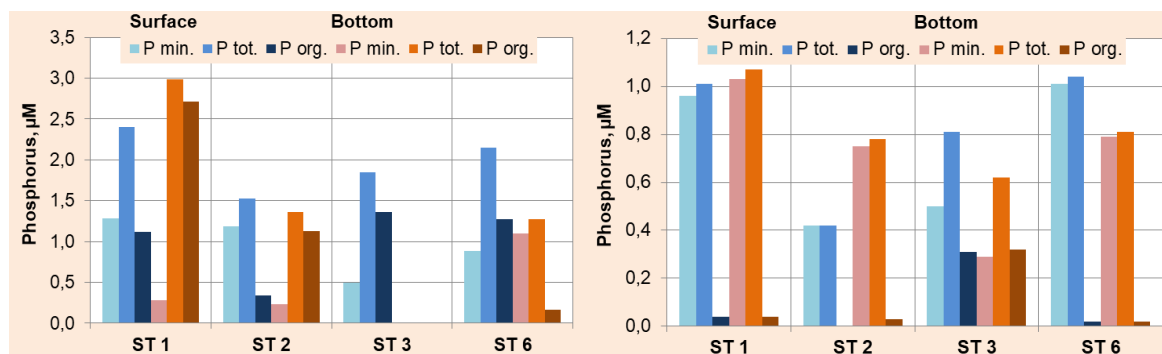 Surface Bottom
P min. P tot. P org. P min. P tot. P org.
Phosphorus, µM
3,5
3,0
2,5
2,0
1,5
1,0
0,5
0,0
ST 1 ST 2 ST 3 ST 6
Surface Bottom
P min. P tot. P org. P min. P tot. P org.
Phosphorus, µM
1,2
1,0
0,8
0,6
0,4
0,2
0,0
ST 1 ST 2 ST 3 ST 6